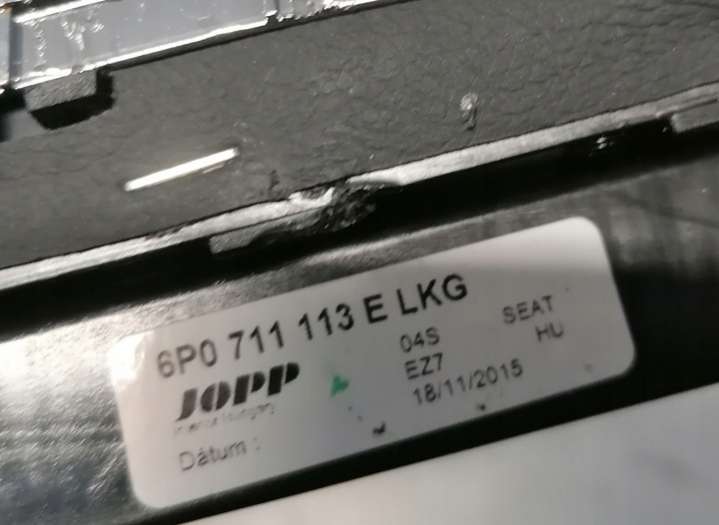 6P0 711 113 E LKG
JOPP
04S SEAT
EZ7 HU
18/11/2015
Dátum :